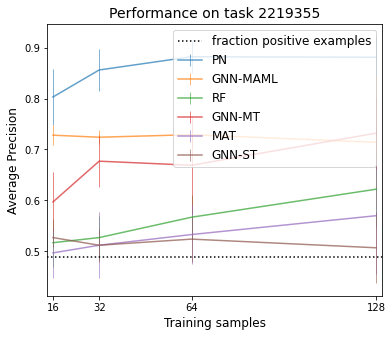 Performance on task 2219355
Average Precision
0.9
0.8
0.7
0.6
0.5
fraction positive examples
PN
GNN-MAML
RF
GNN-MT
MAT
GNN-ST
16 32 64 128
Training samples